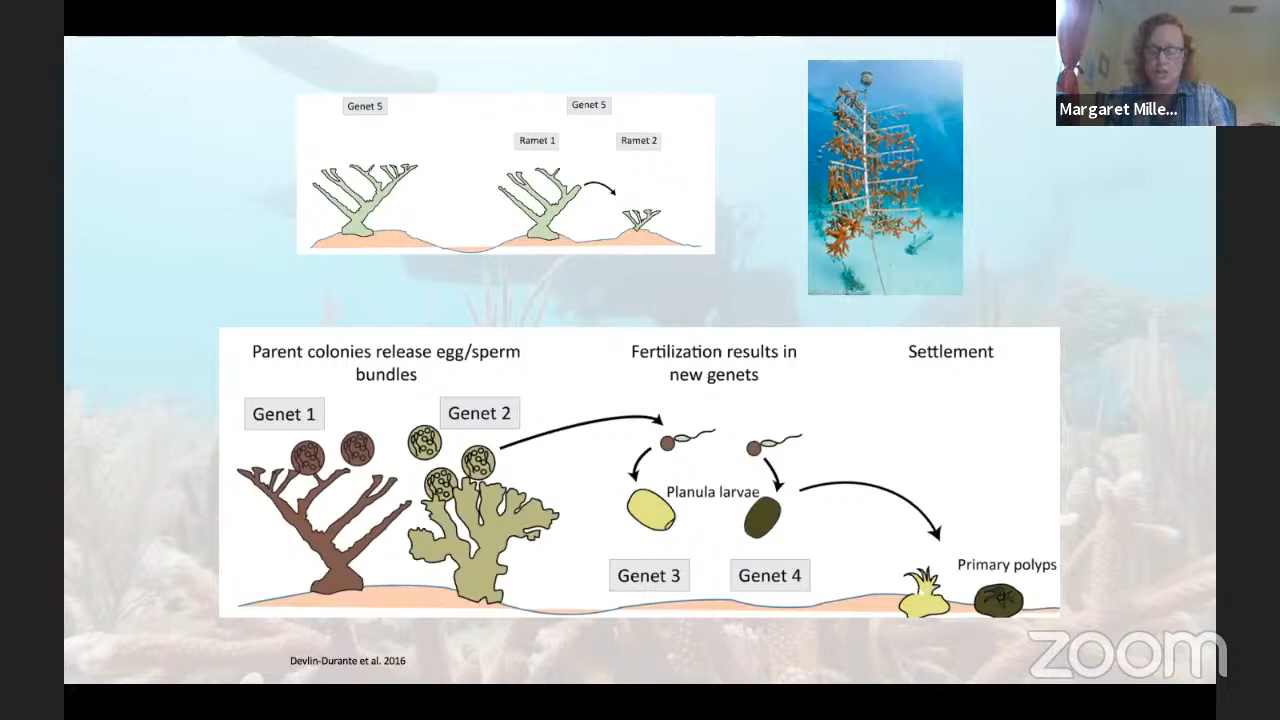 Genet 5
Genet 5
Ramet 1
Ramet 2
Margaret Mille...
Parent colonies release egg/sperm
bundles
Fertilization results in
new genets
Settlement
Genet 1
Genet 2
Planula larvae
Genet 3
Genet 4
Primary polyps
Devlin-Durante et al. 2016
zoom